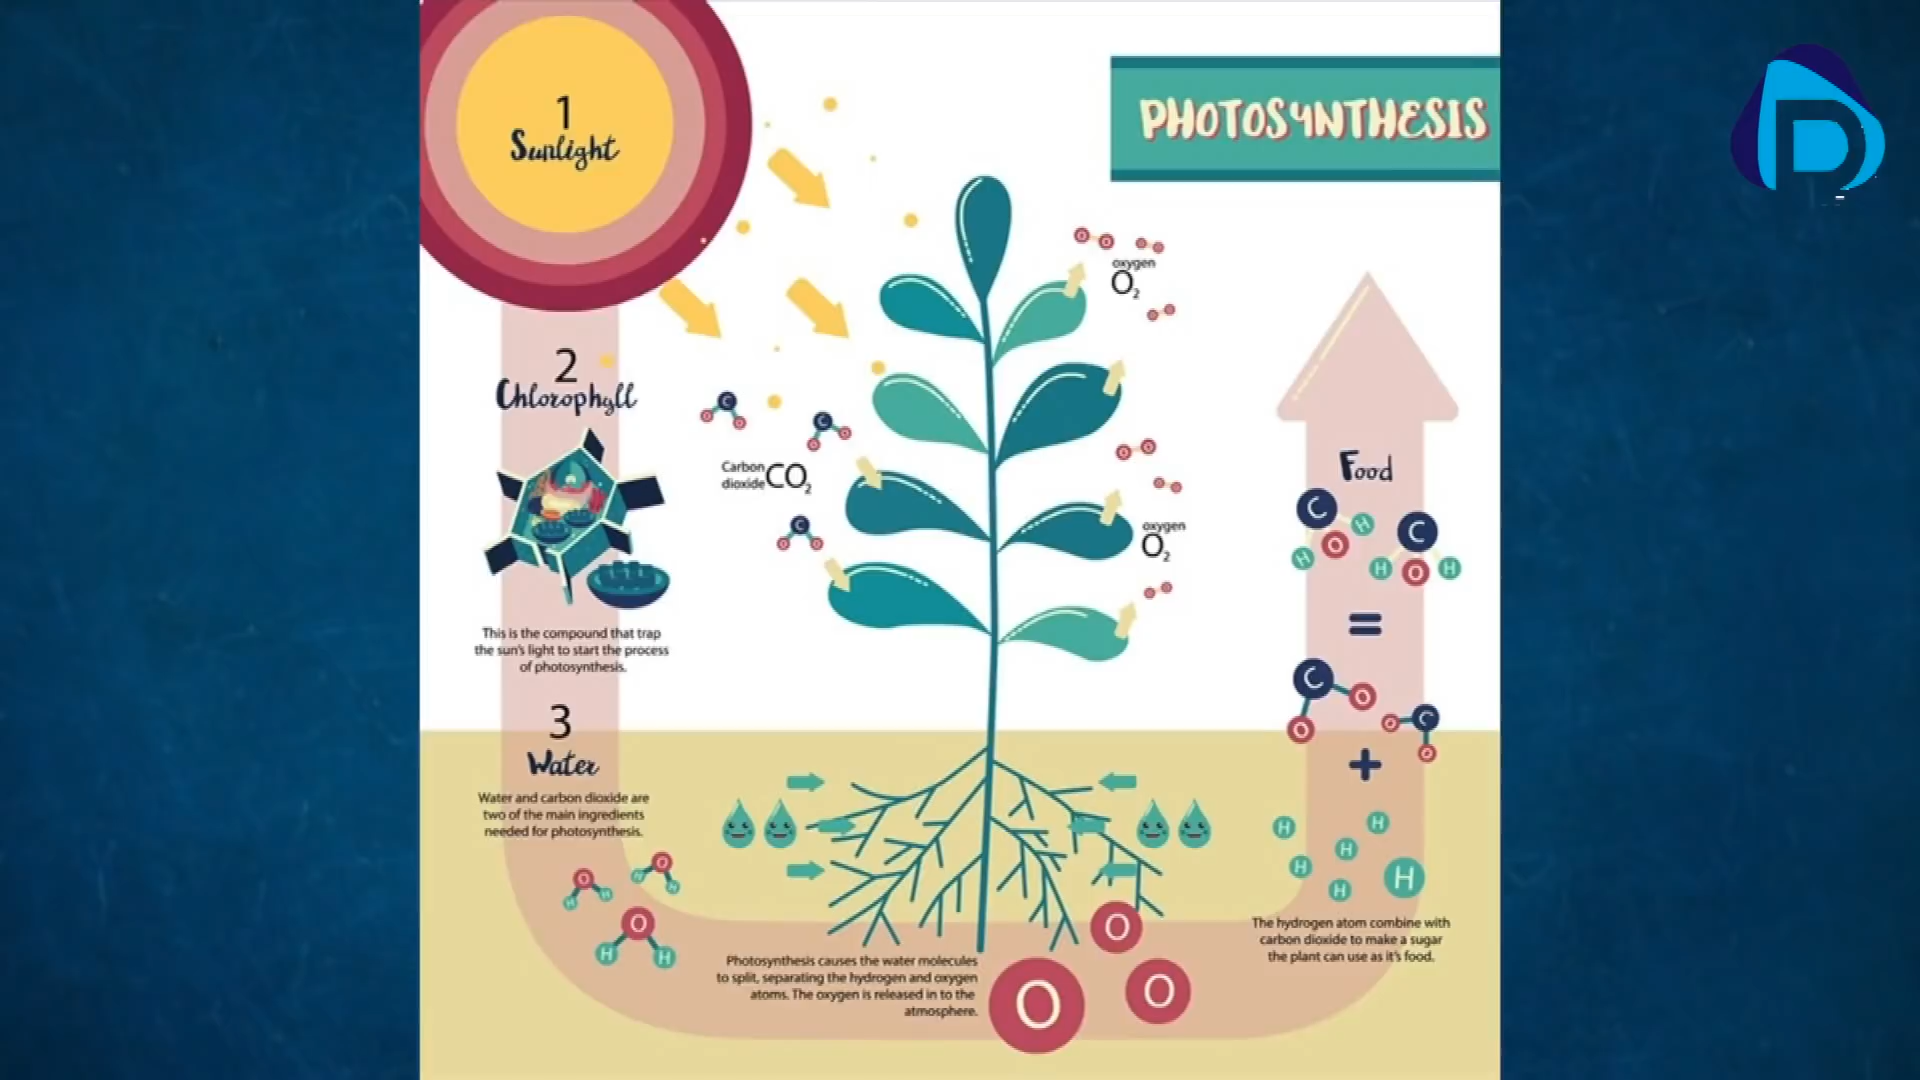 PHOTOSYNTHESIS
1
Sunlight
2
Chlorophyll
This is the compound that trap
the sun's light to start the process
of photosynthesis.
3
Water
Water and carbon dioxide are
two of the main ingredients
needed for photosynthesis.
H
O
H
H
O
H
O
H
H
C
O
O
C
O
O
Carbon
dioxide CO2
C
O
O
O
O
O
O
oxygen
O2
O
O
O
O
O
O
oxygen
O2
O
O
Photosynthesis causes the water molecules
to split, separating the hydrogen and oxygen
atoms. The oxygen is released in to the
atmosphere.
O
O
O
Food
C
H
O
H
C
H
O
H
=
C
O
O
O
C
O
+
H
H
H
H
H
H
The hydrogen atom combine with
carbon dioxide to make a sugar
the plant can use as it's food.
D